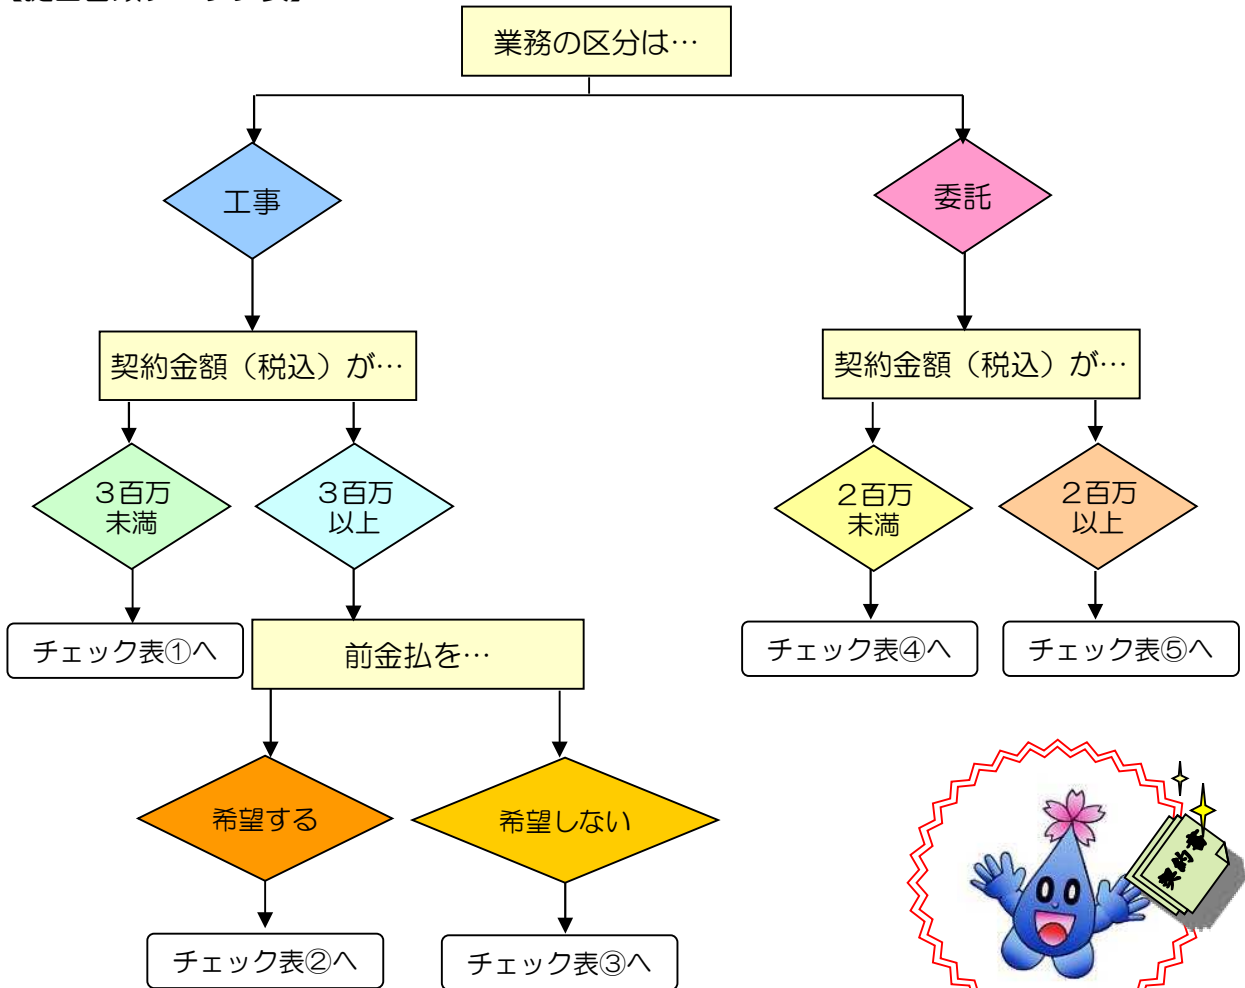 業務の区分は…
工事
委託
契約金額（税込）が…
契約金額（税込）が…
３百万
未満
３百万
以上
２百万
未満
２百万
以上
チェック表①へ
前金払を…
チェック表④へ
チェック表⑤へ
希望する
希望しない
契約書
チェック表②へ
チェック表③へ